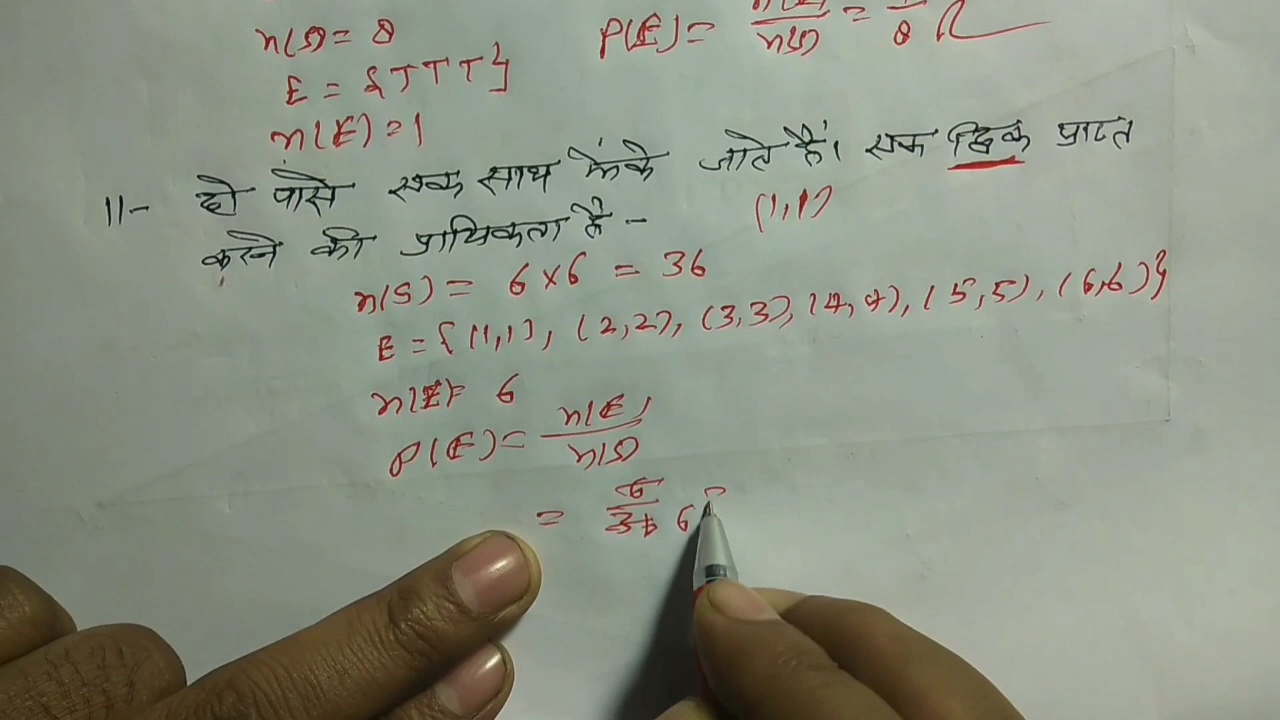 n(S) = 8
P(E) = n(E)/n(S) = 1/8
E = {TTT}
n(E) = 1
11- दो पांसे एक साथ फेंके जाते हैं। एक द्विक प्राप्त
(1,1)
करने की प्रायिकता है -
n(S) = 6×6 = 36
E = {(1,1), (2,2), (3,3), (4,4), (5,5), (6,6)}
n(E) = 6
P(E) = n(E)/n(S)
= 6/36 6